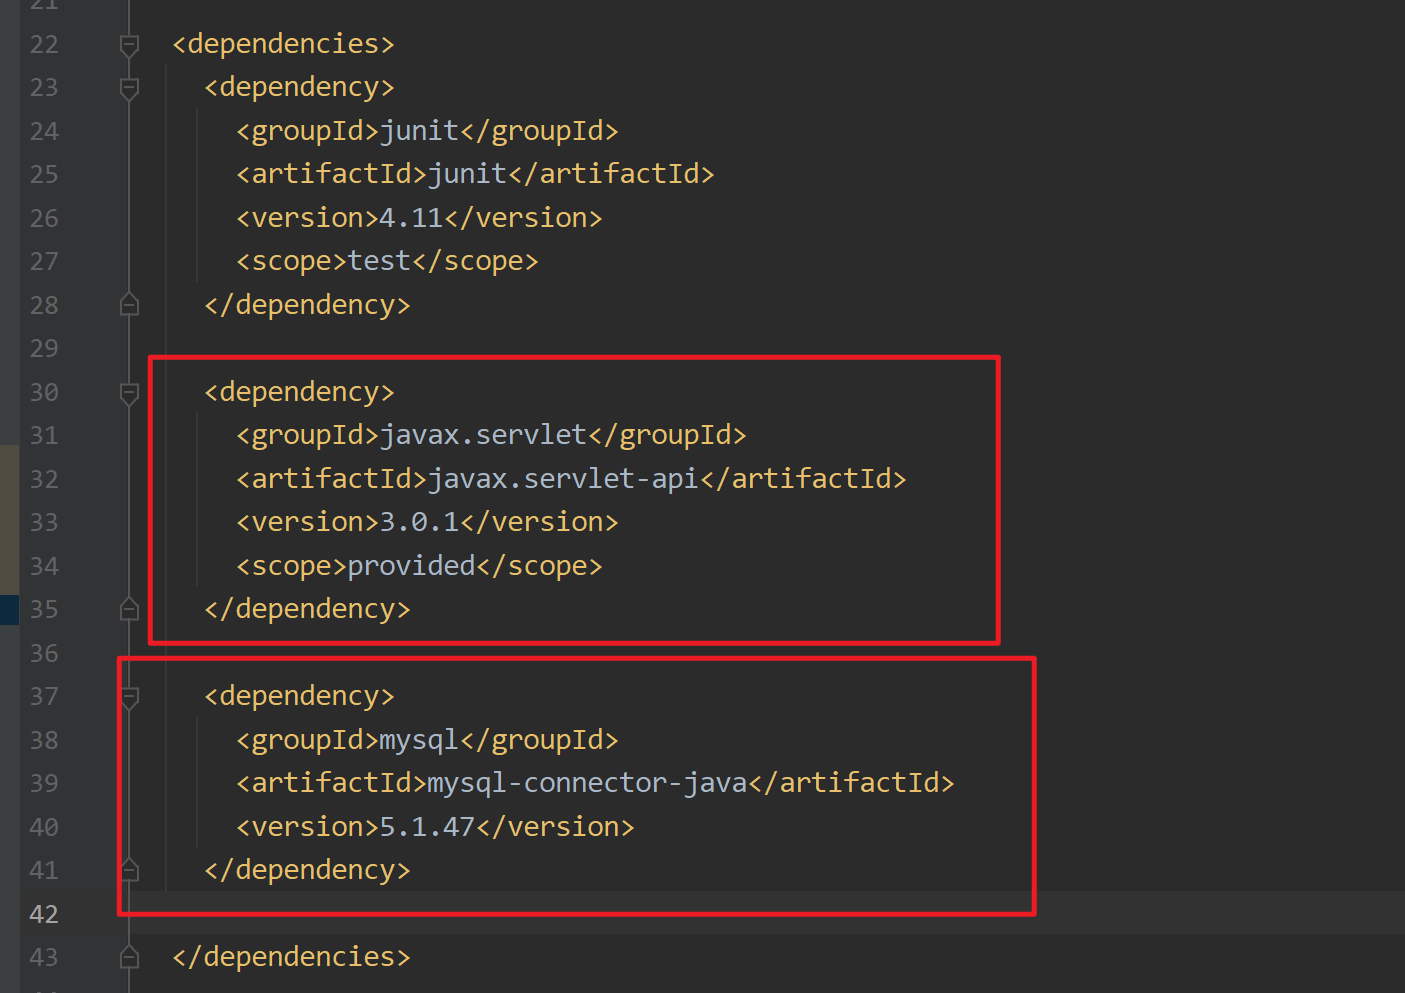 21
22 <dependencies>
23 <dependency>
24 <groupId>junit</groupId>
25 <artifactId>junit</artifactId>
26 <version>4.11</version>
27 <scope>test</scope>
28 </dependency>
29
30 <dependency>
31 <groupId>javax.servlet</groupId>
32 <artifactId>javax.servlet-api</artifactId>
33 <version>3.0.1</version>
34 <scope>provided</scope>
35 </dependency>
36
37 <dependency>
38 <groupId>mysql</groupId>
39 <artifactId>mysql-connector-java</artifactId>
40 <version>5.1.47</version>
41 </dependency>
42
43 </dependencies>